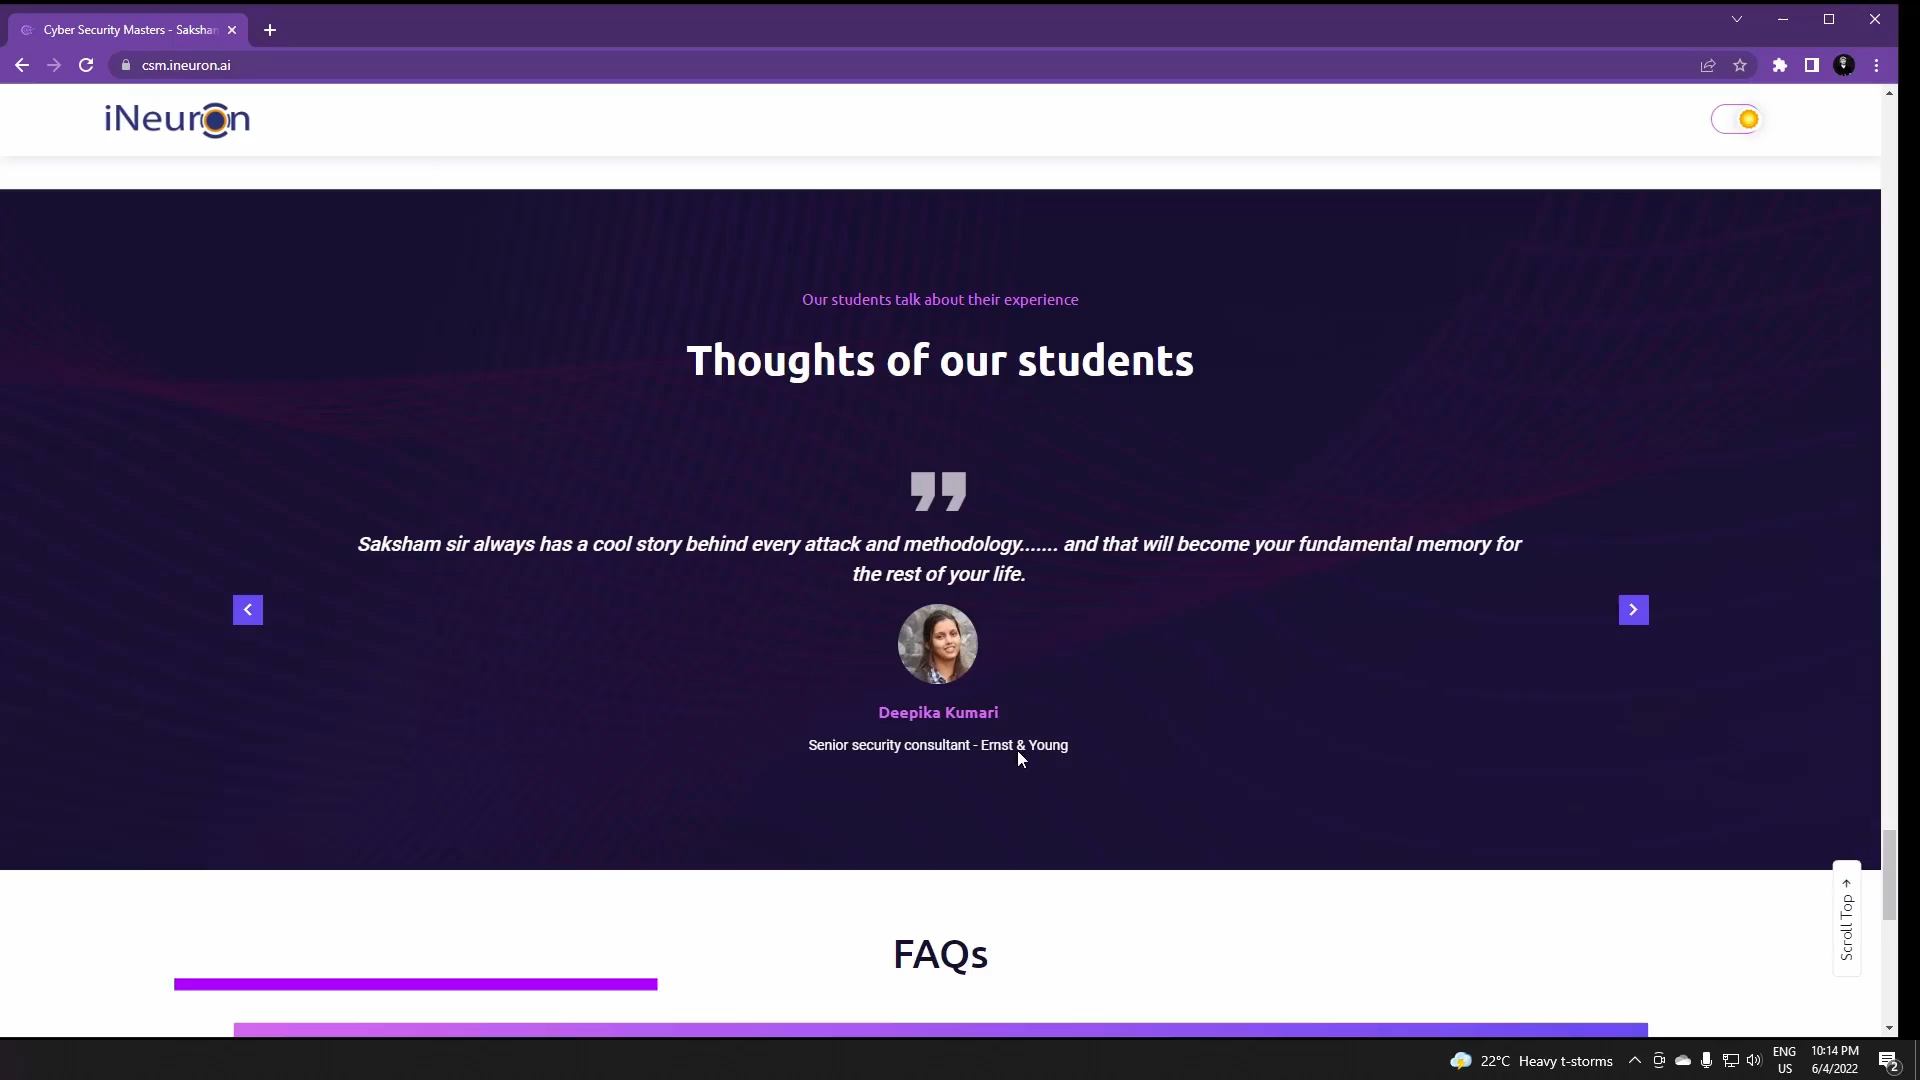 Cyber Security Masters - Saksham
csm.ineuron.ai
iNeuron
Our students talk about their experience
Thoughts of our students
Saksham sir always has a cool story behind every attack and methodology....... and that will become your fundamental memory for
the rest of your life.
Deepika Kumari
Senior security consultant - Ernst & Young
FAQs
Scroll Top
22°C Heavy t-storms
ENG
US
10:14 PM
6/4/2022
2